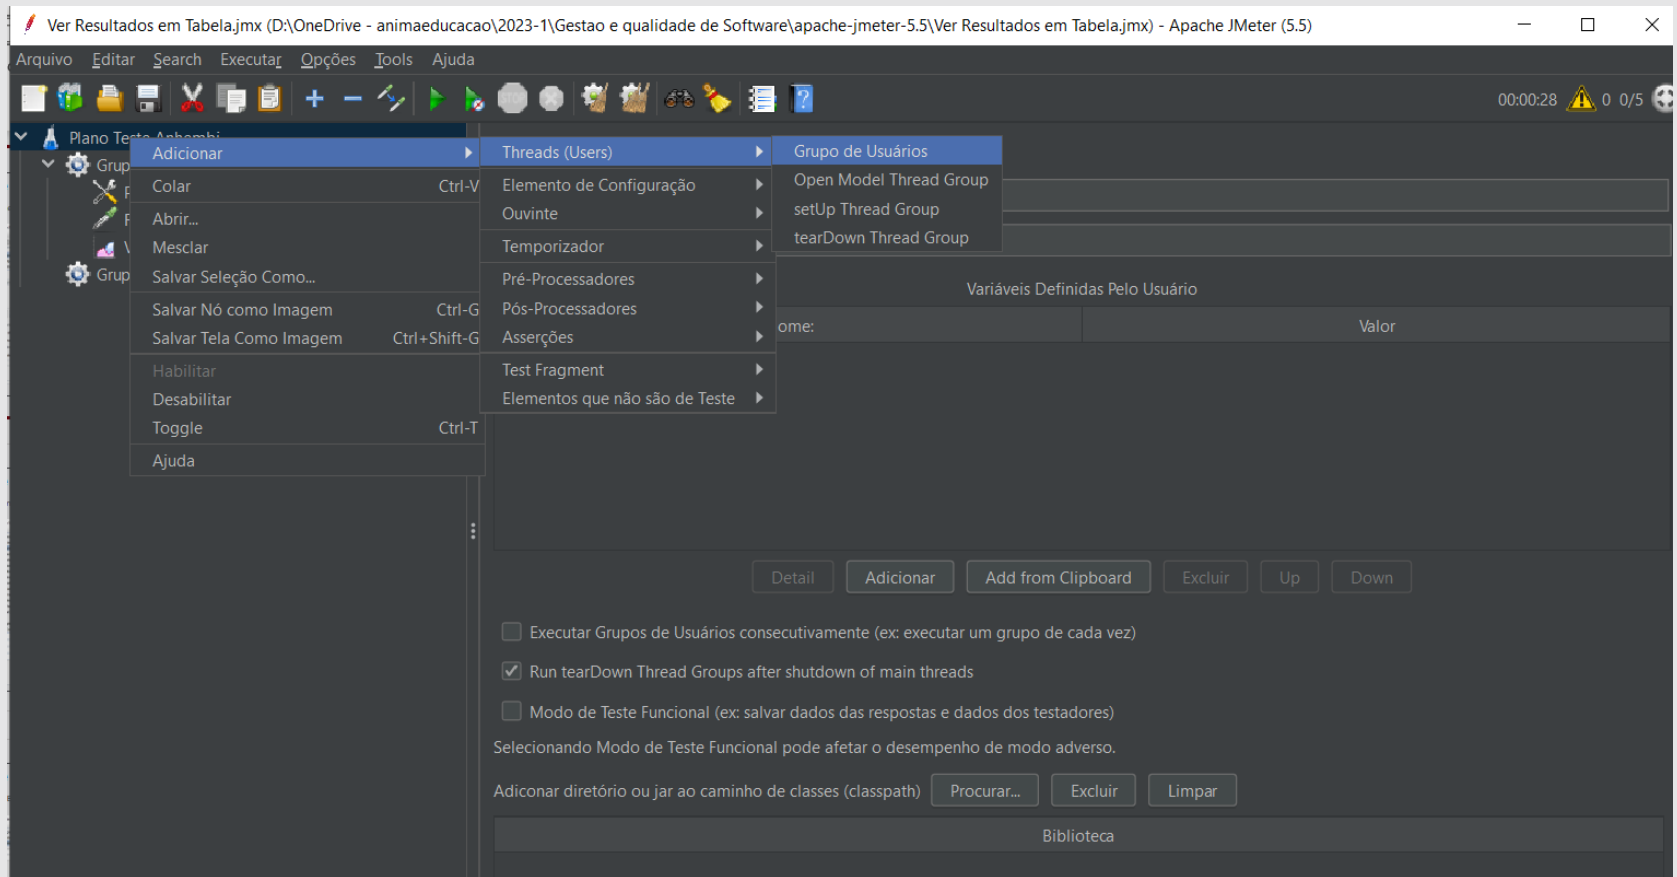 Ver Resultados em Tabela.jmx (D:\OneDrive - animaeducacao\2023-1\Gestao e qualidade de Software\apache-jmeter-5.5\Ver Resultados em Tabela.jmx) - Apache JMeter (5.5)
Arquivo Editar Search Executar Opções Tools Ajuda
STOP
00:00:28 0 0/5
Plano Teste Anhembi
Grup
Grup
Adicionar
Colar Ctrl-V
Abrir...
Mesclar
Salvar Seleção Como...
Salvar Nó como Imagem Ctrl-G
Salvar Tela Como Imagem Ctrl+Shift-G
Habilitar
Desabilitar
Toggle Ctrl-T
Ajuda
Threads (Users)
Elemento de Configuração
Ouvinte
Temporizador
Pré-Processadores
Pós-Processadores
Asserções
Test Fragment
Elementos que não são de Teste
Grupo de Usuários
Open Model Thread Group
setUp Thread Group
tearDown Thread Group
Variáveis Definidas Pelo Usuário
ome: Valor
Detail Adicionar Add from Clipboard Excluir Up Down
Executar Grupos de Usuários consecutivamente (ex: executar um grupo de cada vez)
Run tearDown Thread Groups after shutdown of main threads
Modo de Teste Funcional (ex: salvar dados das respostas e dados dos testadores)
Selecionando Modo de Teste Funcional pode afetar o desempenho de modo adverso.
Adiconar diretório ou jar ao caminho de classes (classpath) Procurar... Excluir Limpar
Biblioteca